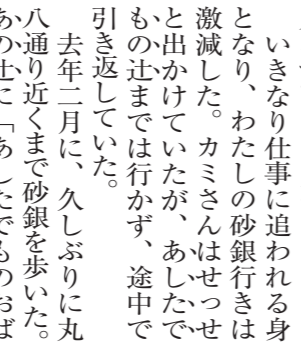 いきなり仕事に追われる身
となり、わたしの砂銀行きは
激減した。カミさんはせっせ
と出かけていたが、あしたで
もの辻までは行かず、途中で
引き返していた。
去年二月に、久しぶりに丸
八通り近くまで砂銀を歩いた。
あの辻に「あしたでものおば